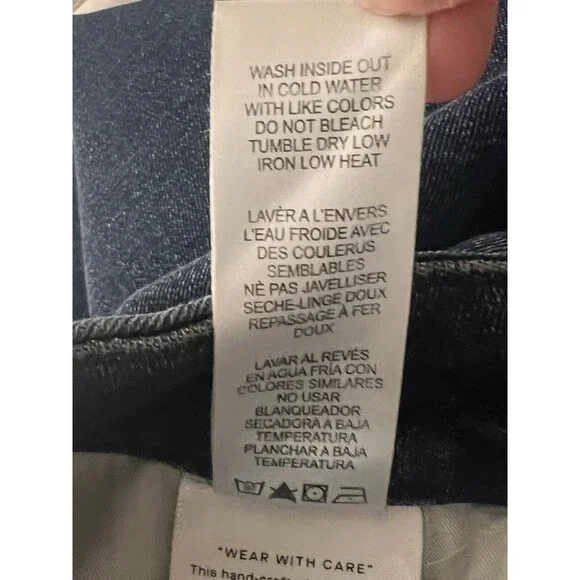 WASH INSIDE OUT
IN COLD WATER
WITH LIKE COLORS
DO NOT BLEACH
TUMBLE DRY LOW
IRON LOW HEAT
LAVÈR A L'ENVERS
L'EAU FROIDE AVEC
DES COULERUS
SEMBLABLES
NÈ PAS JAVELLISER
SECHE-LINGE DOUX
REPASSAGE À FER
DOUX
LAVAR AL REVÉS
EN AGUA FRÍA CON
COLORES SIMILARES
NO USAR
BLANQUEADOR
SECADORA A BAJA
TEMPERATURA
PLANCHAR A BAJA
TEMPERATURA
"WEAR WITH CARE"
This